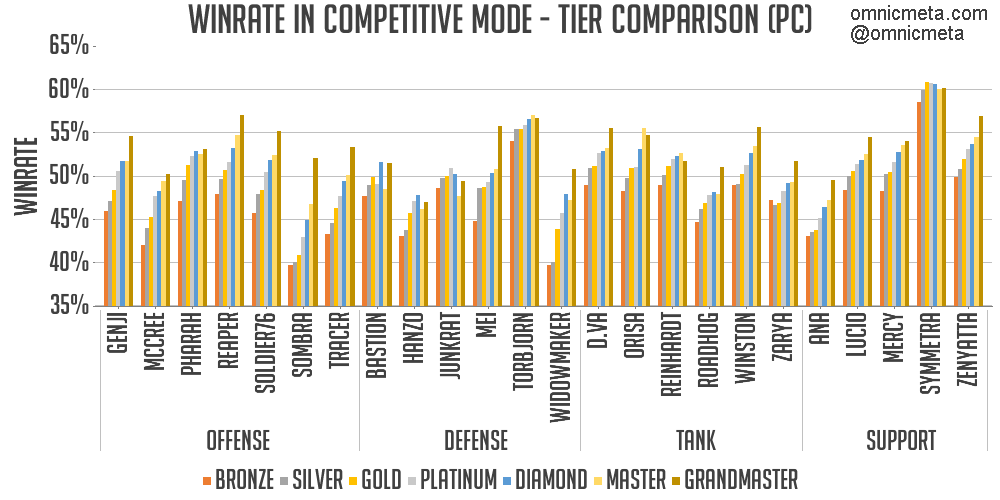 WINRATE IN COMPETITIVE MODE - TIER COMPARISON (PC)
omnicmeta.com
@omnicmeta
65%
60%
55%
50%
45%
40%
35%
WINRATE
GENJI
MCCREE
PHARAH
REAPER
SOLDIER76
SOMBRA
TRACER
BASTION
HANZO
JUNKRAT
MEI
TORBJORN
WIDOWMAKER
D.VA
ORISA
REINHARDT
ROADHOG
WINSTON
ZARYA
ANA
LUCIO
MERCY
SYMMETRA
ZENYATTA
OFFENSE
DEFENSE
TANK
SUPPORT
BRONZE SILVER GOLD PLATINUM DIAMOND MASTER GRANDMASTER